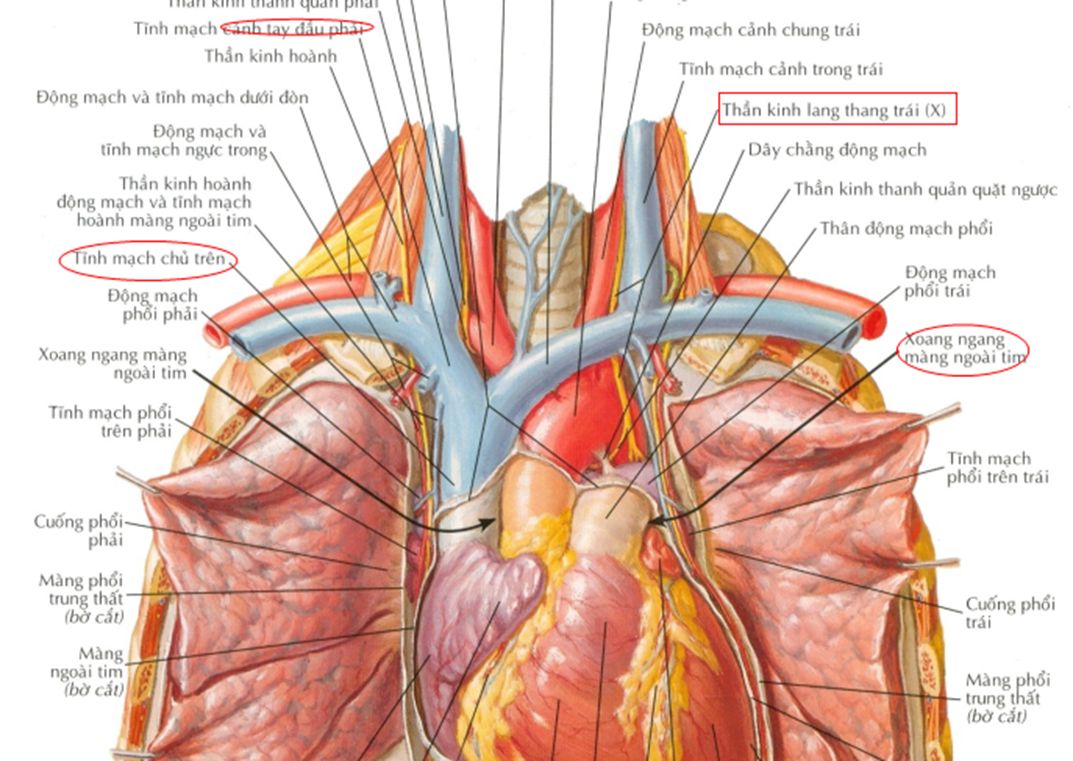 Thần kinh thanh quản phải
Tĩnh mạch cánh tay đầu phải
Thần kinh hoành
Động mạch và tĩnh mạch dưới đòn
Động mạch và
tĩnh mạch ngực trong
Thần kinh hoành
động mạch và tĩnh mạch
hoành màng ngoài tim
Tĩnh mạch chủ trên
Động mạch
phổi phải
Xoang ngang màng
ngoài tim
Tĩnh mạch phổi
trên phải
Cuống phổi
phải
Màng phổi
trung thất
(bờ cắt)
Màng
ngoài tim
(bờ cắt)
Động mạch cảnh chung trái
Tĩnh mạch cảnh trong trái
Thần kinh lang thang trái (X)
Dây chằng động mạch
Thần kinh thanh quản quặt ngược
Thân động mạch phổi
Động mạch
phổi trái
Xoang ngang
màng ngoài tim
Tĩnh mạch
phổi trên trái
Cuống phổi
trái
Màng phổi
trung thất
(bờ cắt)